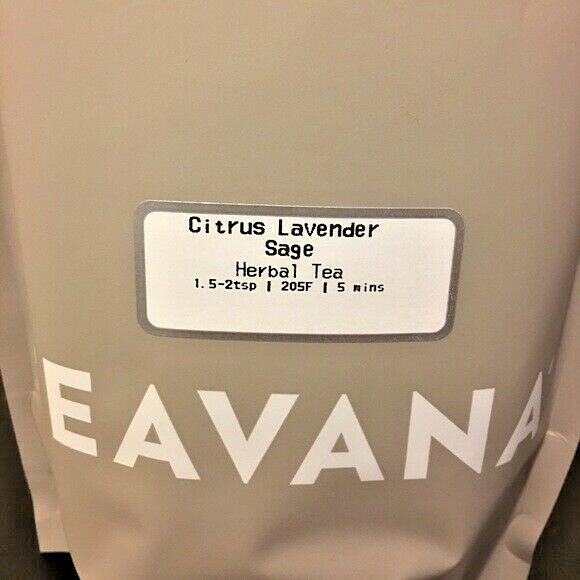 Citrus Lavender
Sage
Herbal Tea
1.5-2tsp | 205F | 5 mins
EAVANA